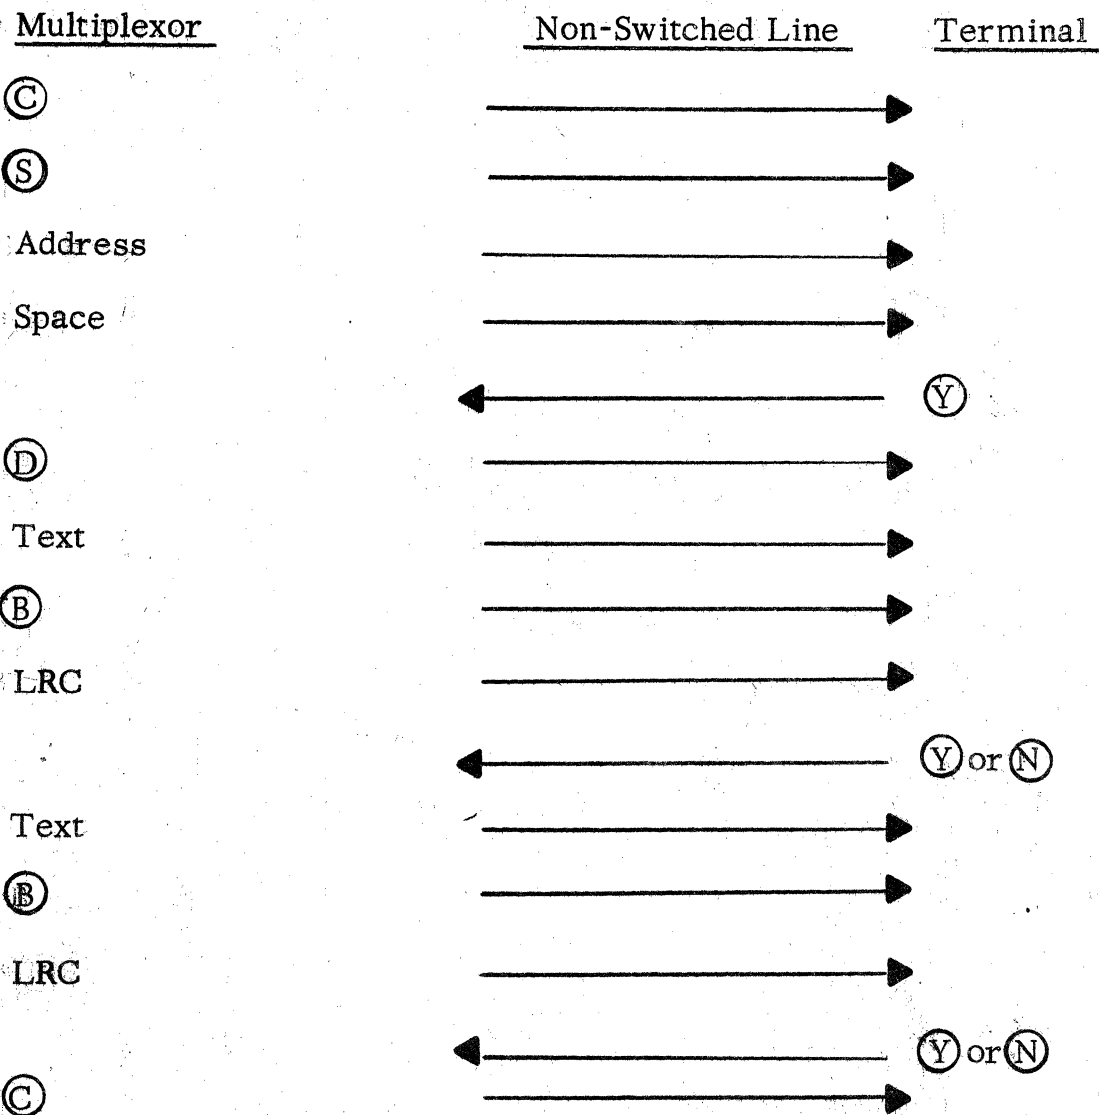 Multiplexor Non-Switched Line Terminal
Ⓒ
Ⓢ
Address
Space
Ⓨ
Ⓓ
Text
Ⓑ
LRC
Ⓨ or Ⓝ
Text
Ⓑ
LRC
Ⓨ or Ⓝ
Ⓒ